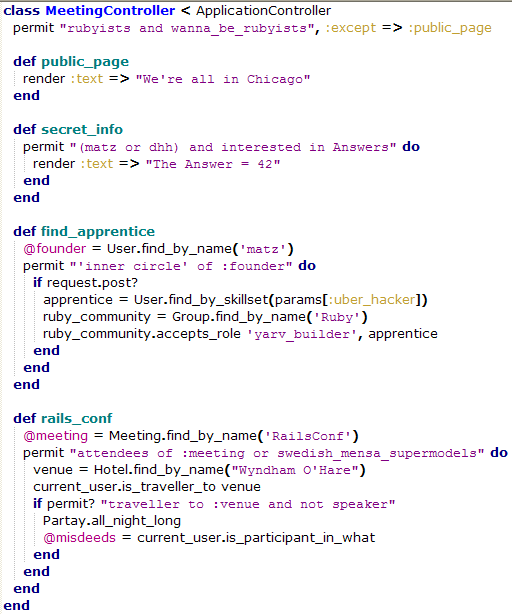 class MeetingController < ApplicationController
  permit "rubyists and wanna_be_rubyists", :except => :public_page

  def public_page
    render :text => "We're all in Chicago"
  end

  def secret_info
    permit "(matz or dhh) and interested in Answers" do
      render :text => "The Answer = 42"
    end
  end

  def find_apprentice
    @founder = User.find_by_name('matz')
    permit "'inner circle' of :founder" do
      if request.post?
        apprentice = User.find_by_skillset(params[:uber_hacker])
        ruby_community = Group.find_by_name('Ruby')
        ruby_community.accepts_role 'yarv_builder', apprentice
      end
    end
  end

  def rails_conf
    @meeting = Meeting.find_by_name('RailsConf')
    permit "attendees of :meeting or swedish_mensa_supermodels" do
      venue = Hotel.find_by_name("Wyndham O'Hare")
      current_user.is_traveller_to venue
      if permit? "traveller to :venue and not speaker"
        Partay.all_night_long
        @misdeeds = current_user.is_participant_in_what
      end
    end
  end
end